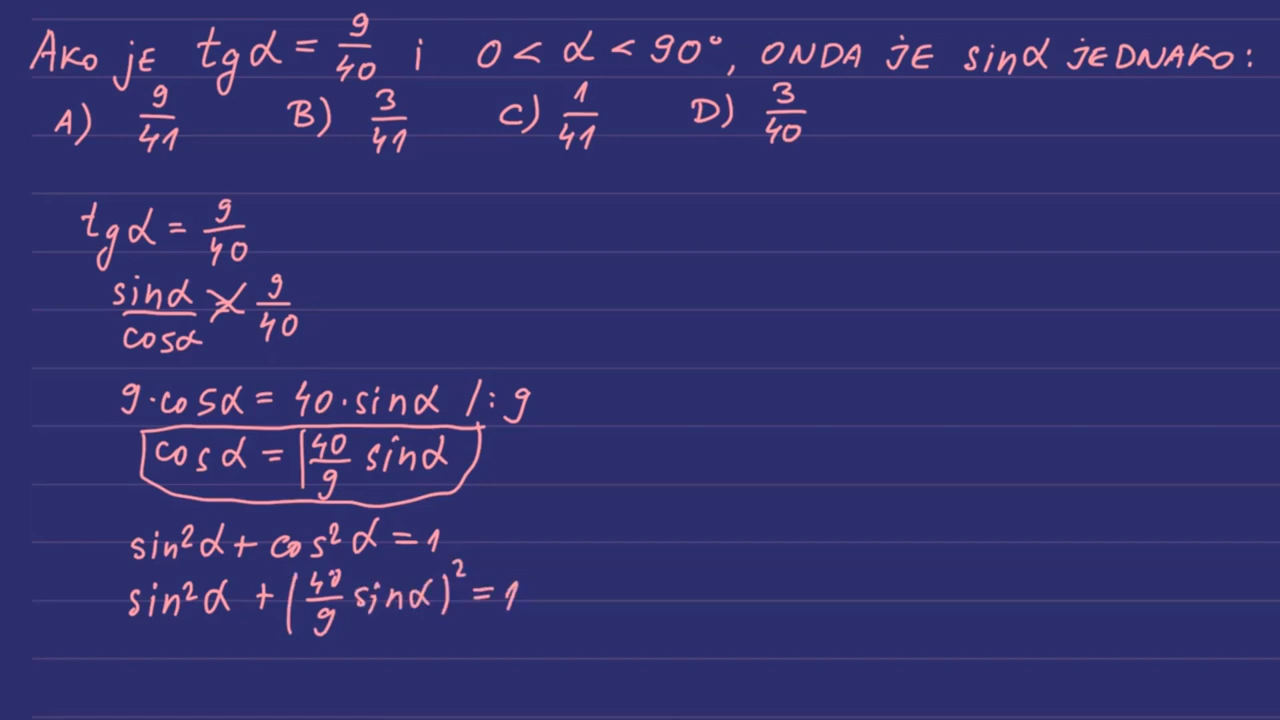 AKO JE tgα = 9/40 i 0 < α < 90°, ONDA JE sinα JEDNAKO:
A) 9/41 B) 3/41 C) 1/41 D) 3/40
tgα = 9/40
sinα/cosα = 9/40
9·cosα = 40·sinα /:9
cosα = 40/9 sinα
sin²α + cos²α = 1
sin²α + (40/9 sinα)² = 1